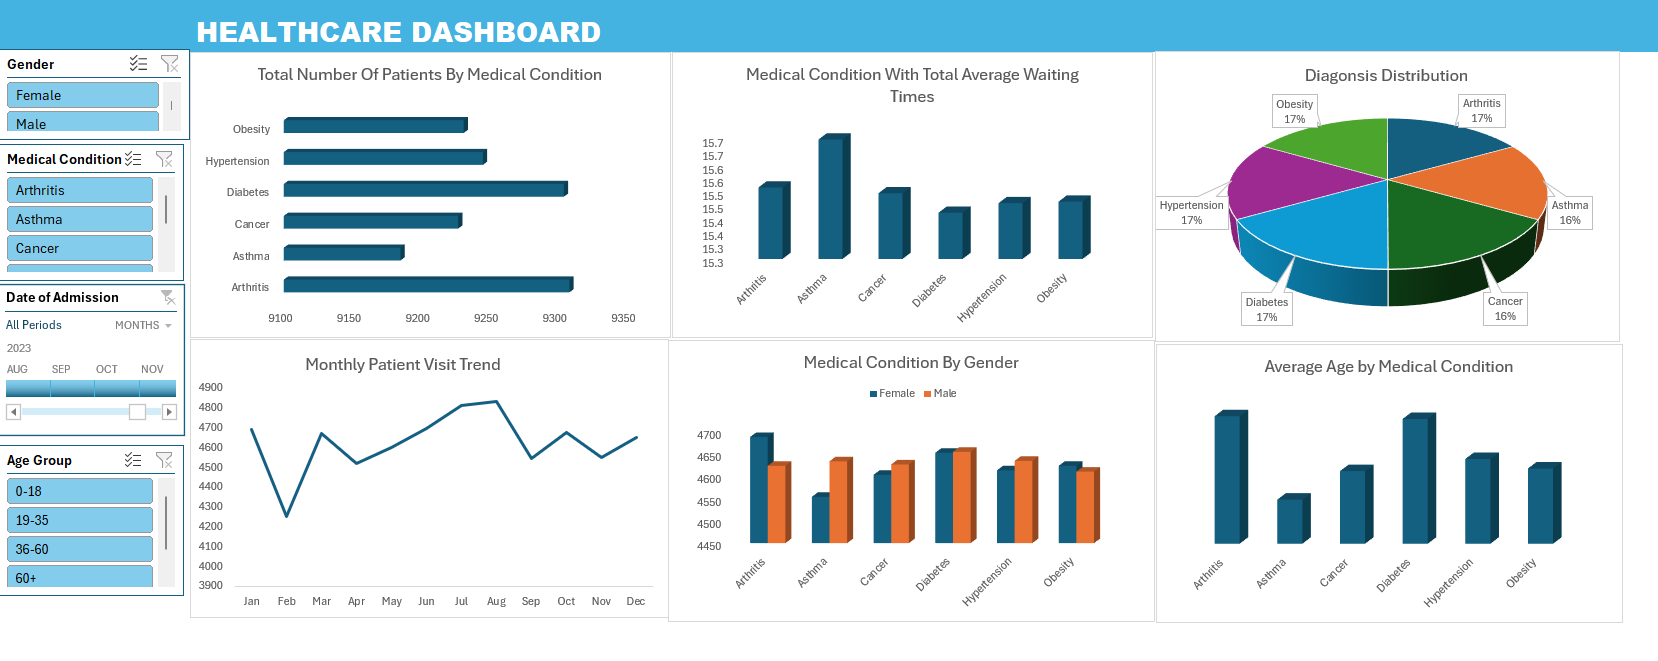 HEALTHCARE DASHBOARD
Gender
Female
Male
Medical Condition
Arthritis
Asthma
Cancer
Date of Admission
All Periods
MONTHS
2023
AUG SEP OCT NOV
Age Group
0-18
19-35
36-60
60+
Total Number Of Patients By Medical Condition
Obesity
Hypertension
Diabetes
Cancer
Asthma
Arthritis
9100 9150 9200 9250 9300 9350
Medical Condition With Total Average Waiting
Times
15.7
15.7
15.6
15.6
15.5
15.5
15.4
15.4
15.3
15.3
Arthritis Asthma Cancer Diabetes Hypertension Obesity
Diagonsis Distribution
Obesity
17%
Arthritis
17%
Hypertension
17%
Asthma
16%
Diabetes
17%
Cancer
16%
Monthly Patient Visit Trend
4900
4800
4700
4600
4500
4400
4300
4200
4100
4000
3900
Jan Feb Mar Apr May Jun Jul Aug Sep Oct Nov Dec
Medical Condition By Gender
Female Male
4700
4650
4600
4550
4500
4450
Arthritis Asthma Cancer Diabetes Hypertension Obesity
Average Age by Medical Condition
Arthritis Asthma Cancer Diabetes Hypertension Obesity